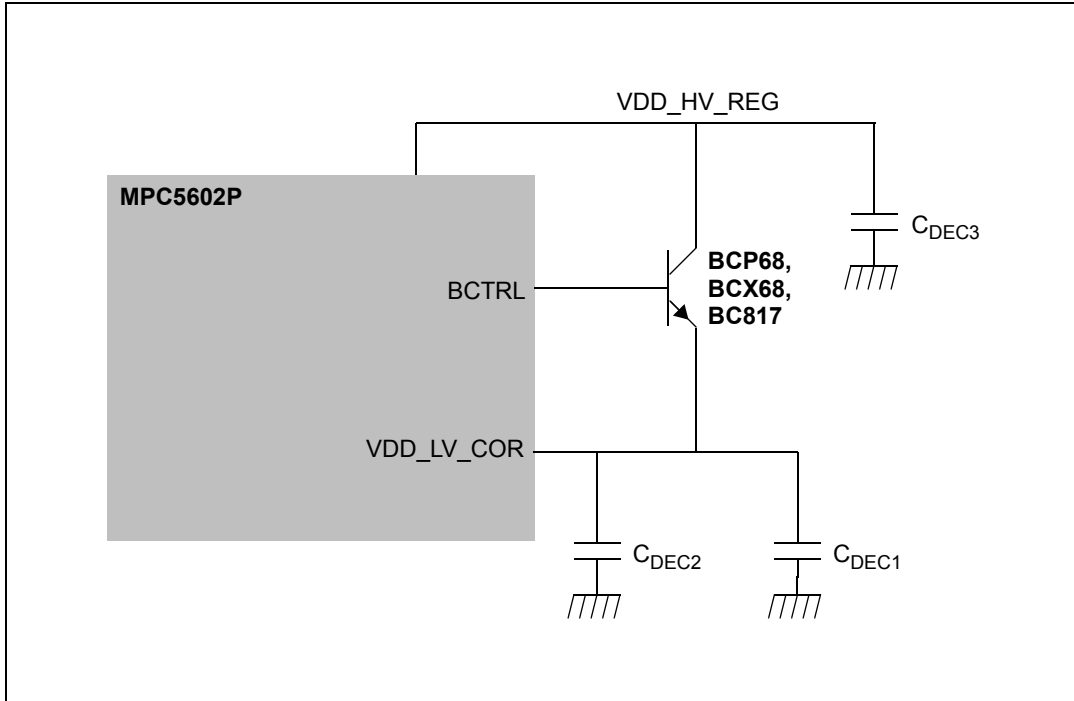 VDD_HV_REG
MPC5602P
CDEC3
BCP68,
BCX68,
BC817
BCTRL
VDD_LV_COR
CDEC2
CDEC1